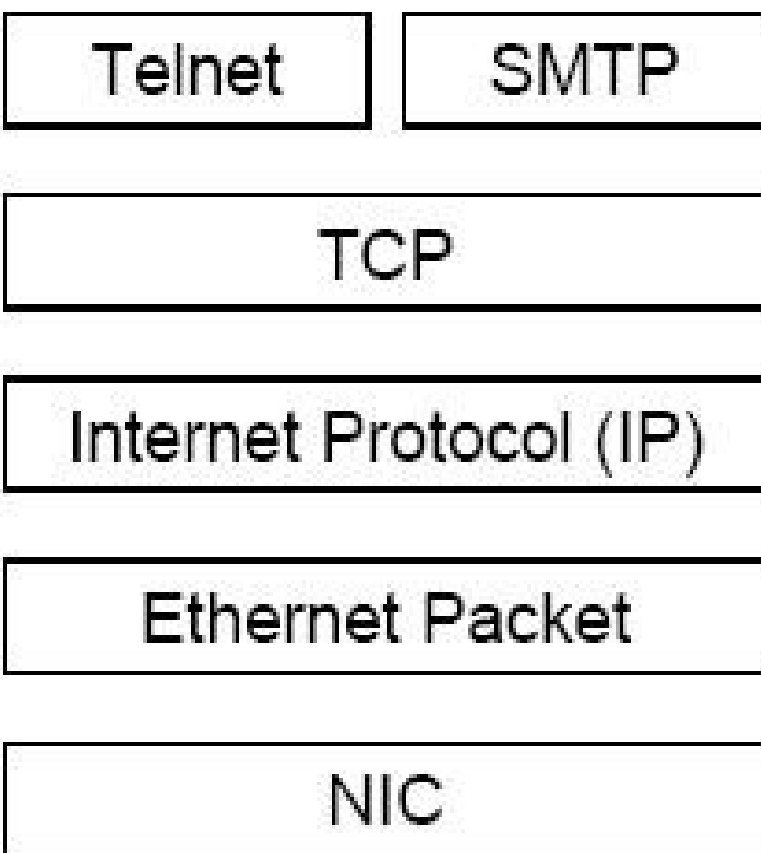 Telnet SMTP
TCP
Internet Protocol (IP)
Ethernet Packet
NIC